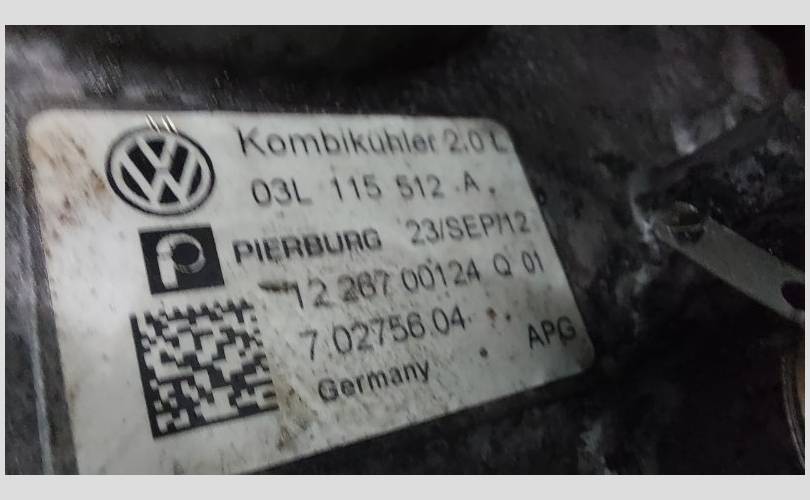 Kombikühler 2.0 L
03L 115 512 A
PIERBURG 23/SEP/12
12 267 00124 Q 01
7.02756.04
APG
Germany